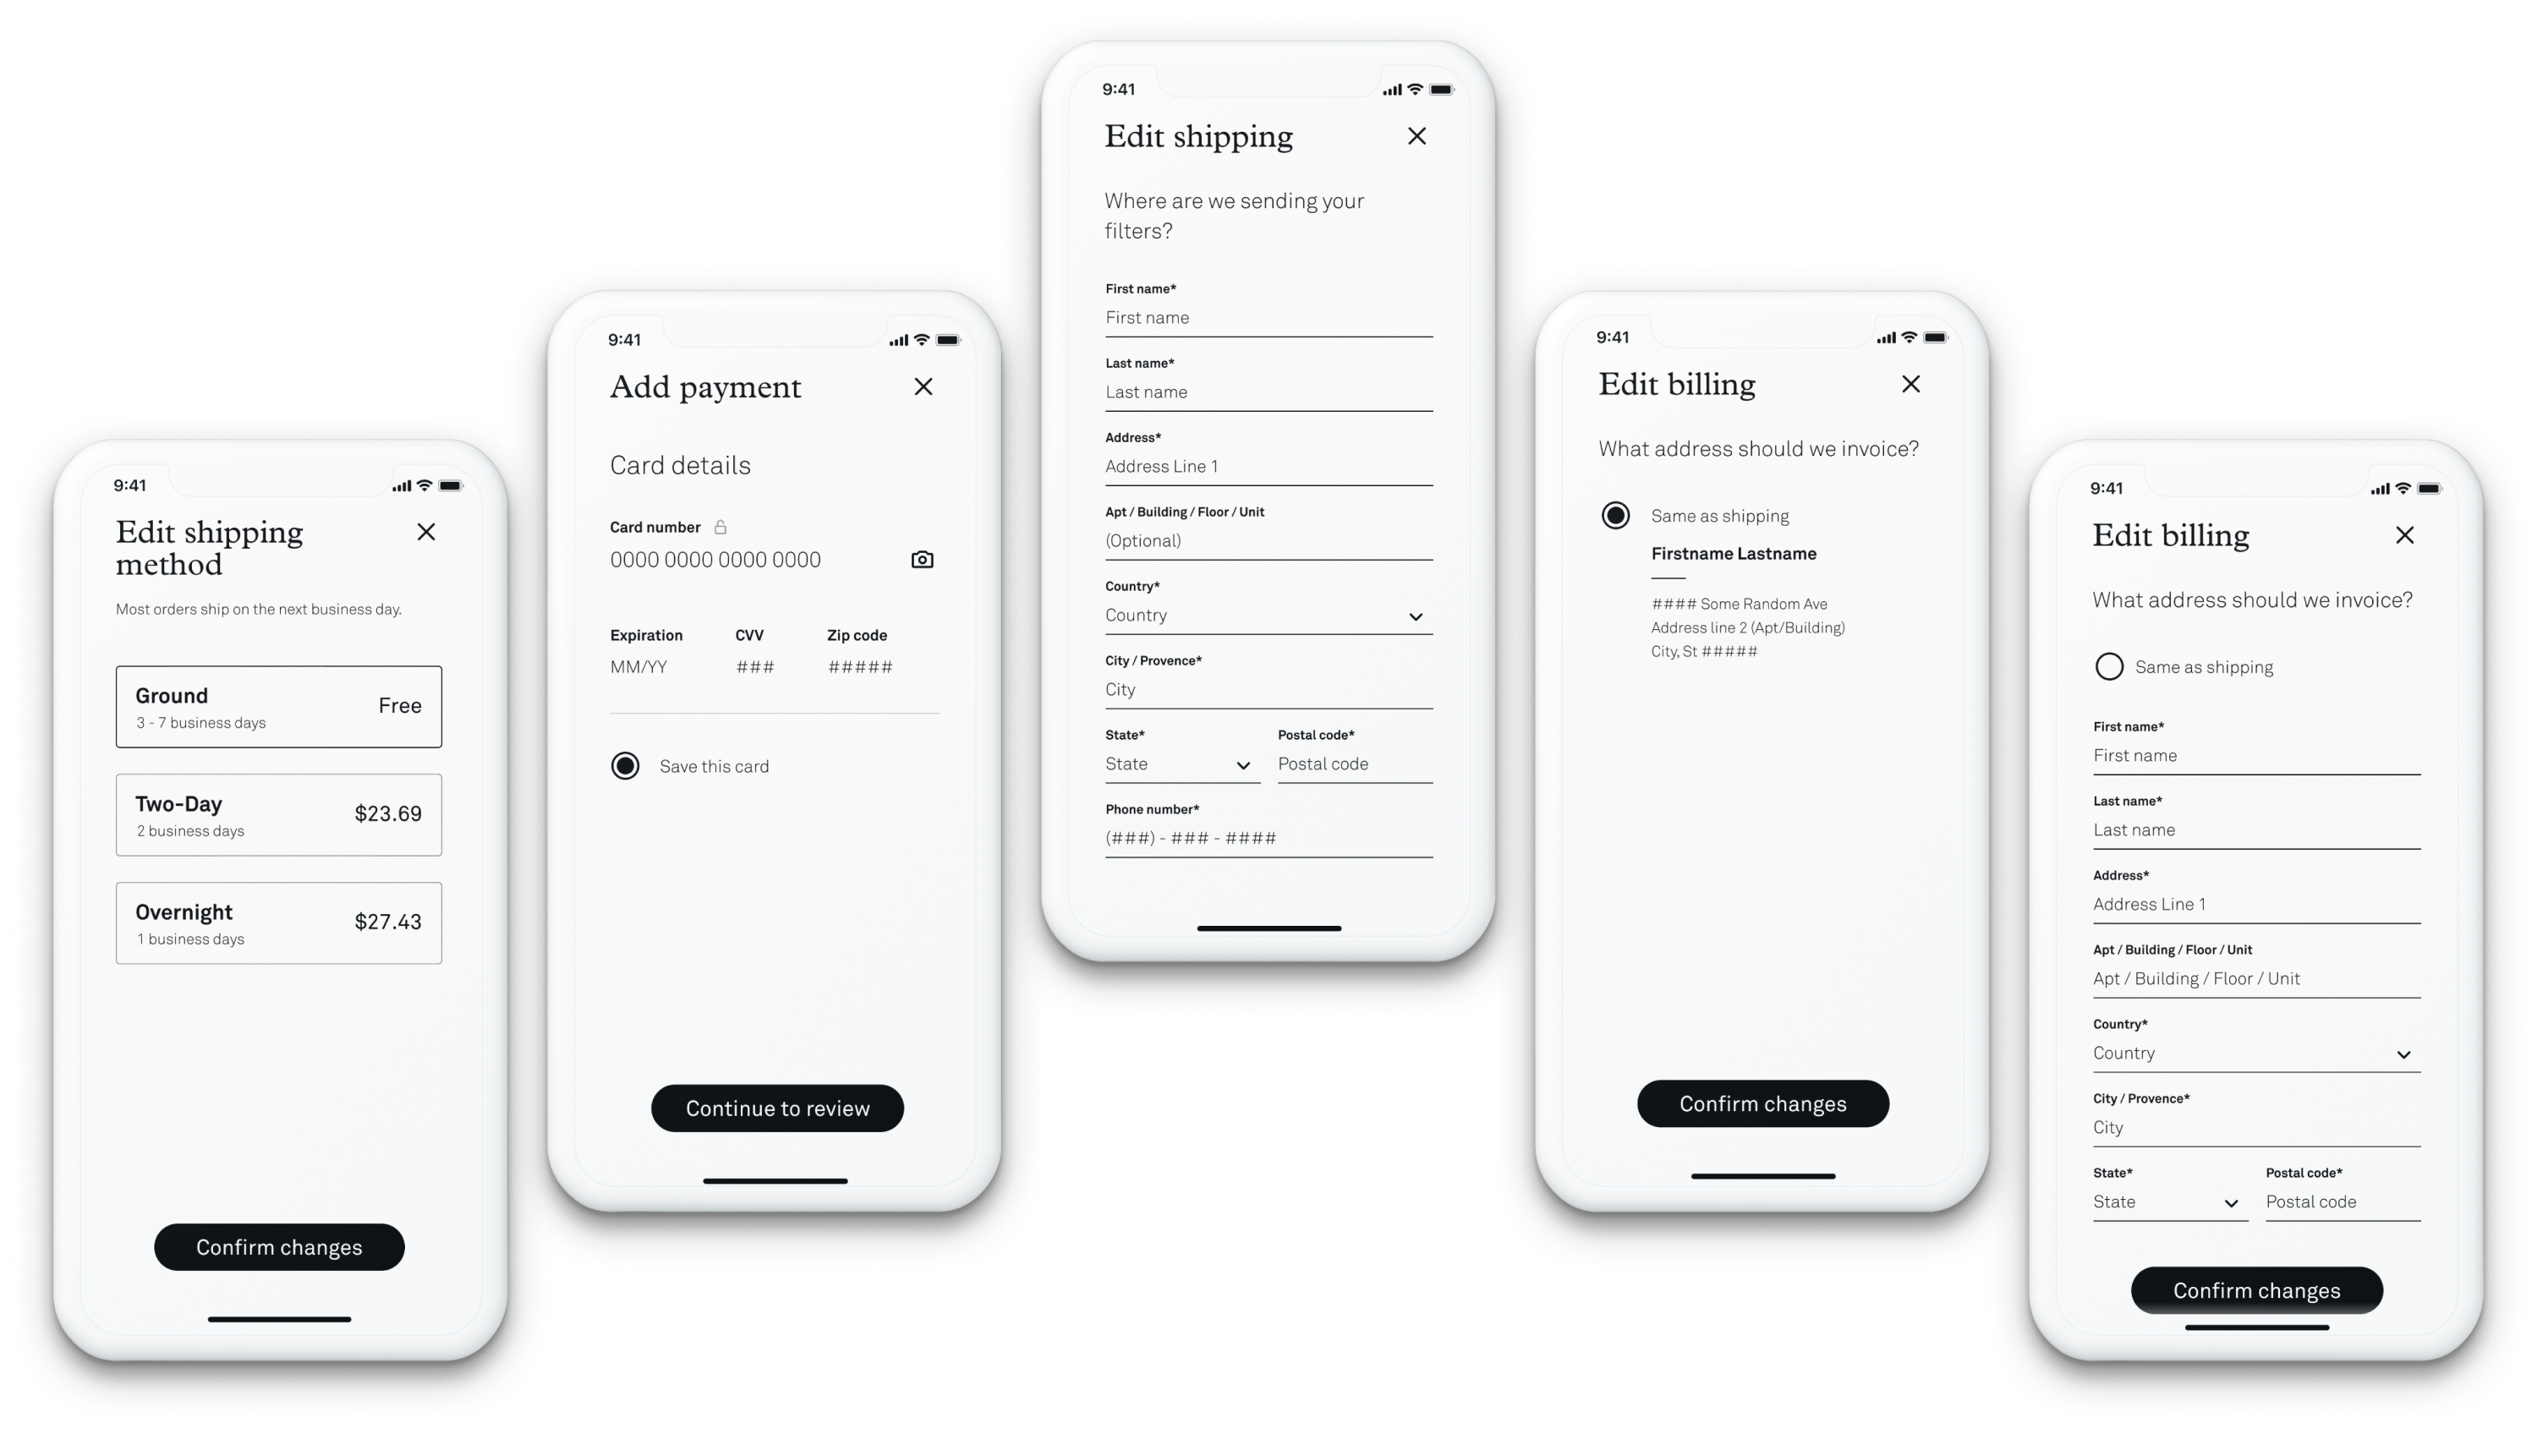 9:41
Edit shipping
method
Most orders ship on the next business day.
Ground
3 - 7 business days
Free
Two-Day
2 business days
$23.69
Overnight
1 business days
$27.43
Confirm changes
9:41
Add payment
Card details
Card number
0000 0000 0000 0000
Expiration CVV Zip code
MM/YY ### #####
Save this card
Continue to review
9:41
Edit shipping
Where are we sending your
filters?
First name*
First name
Last name*
Last name
Address*
Address Line 1
Apt / Building / Floor / Unit
(Optional)
Country*
Country
City / Provence*
City
State* Postal code*
State Postal code
Phone number*
(###) - ### - ####
9:41
Edit billing
What address should we invoice?
Same as shipping
Firstname Lastname
#### Some Random Ave
Address line 2 (Apt/Building)
City, St #####
Confirm changes
9:41
Edit billing
What address should we invoice?
Same as shipping
First name*
First name
Last name*
Last name
Address*
Address Line 1
Apt / Building / Floor / Unit
Apt / Building / Floor / Unit
Country*
Country
City / Provence*
City
State* Postal code*
State Postal code
Confirm changes